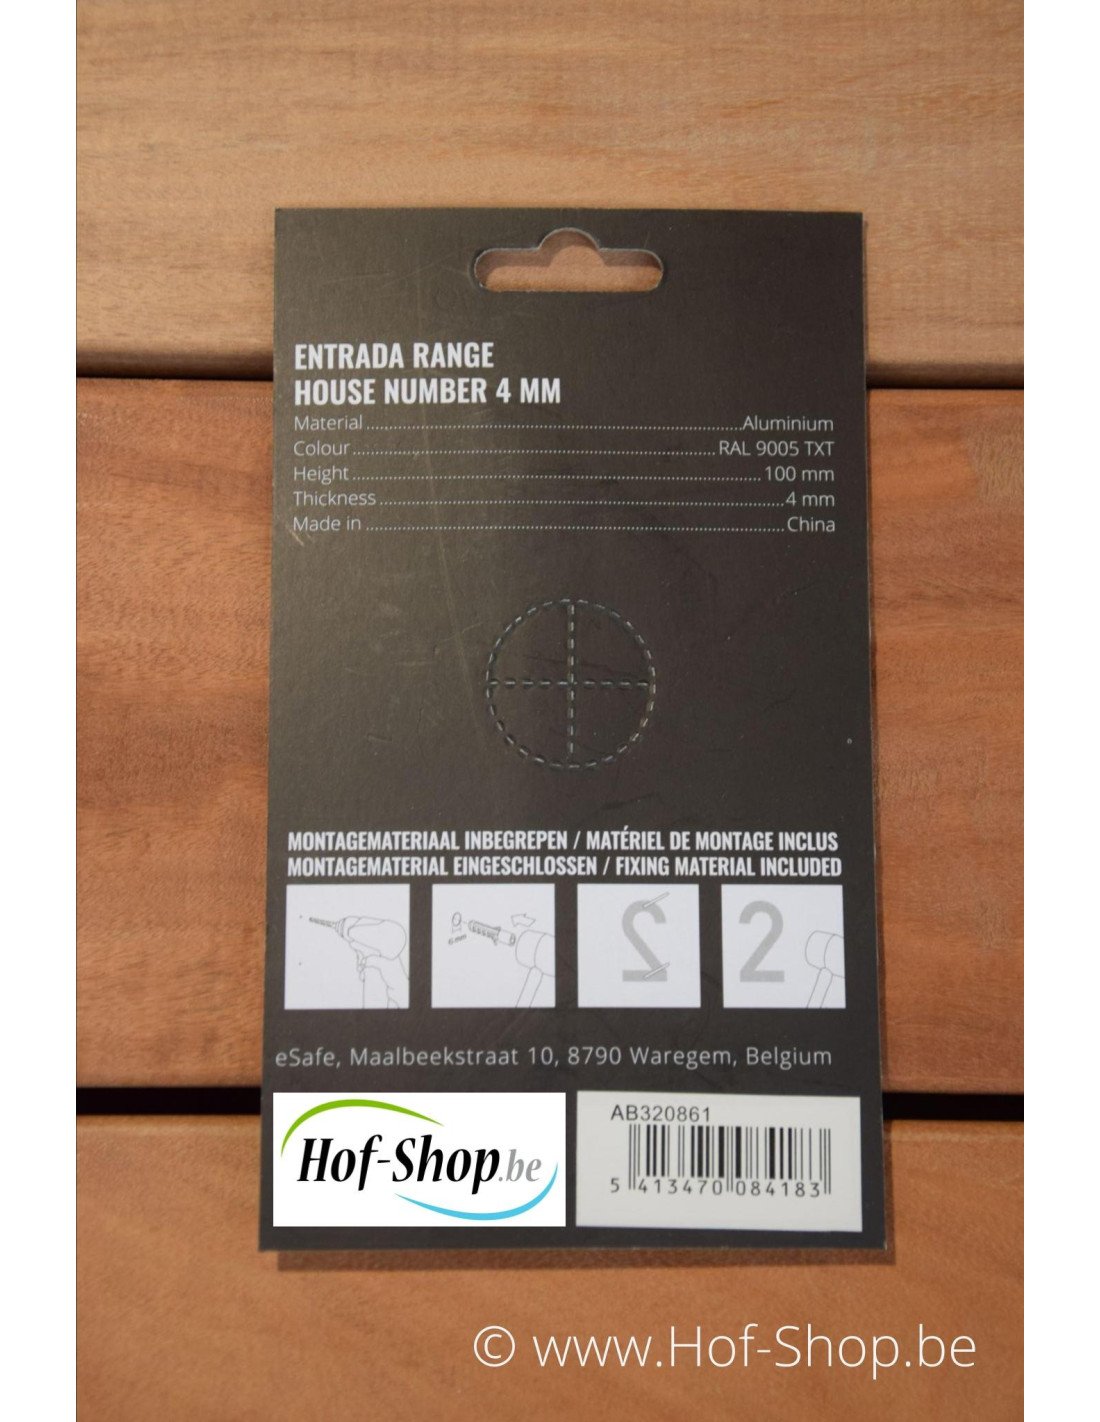 ENTRADA RANGE
HOUSE NUMBER 4 MM
Material........Aluminium
Colour........RAL 9005 TXT
Height........100 mm
Thickness........4 mm
Made in........China
MONTAGEMATERIAAL INBEGREPEN / MATÉRIEL DE MONTAGE INCLUS
MONTAGEMATERIAL EINGESCHLOSSEN / FIXING MATERIAL INCLUDED
2 2
eSafe, Maalbeekstraat 10, 8790 Waregem, Belgium
Hof-Shop.be
AB320861
5 413470 084183
© www.Hof-Shop.be